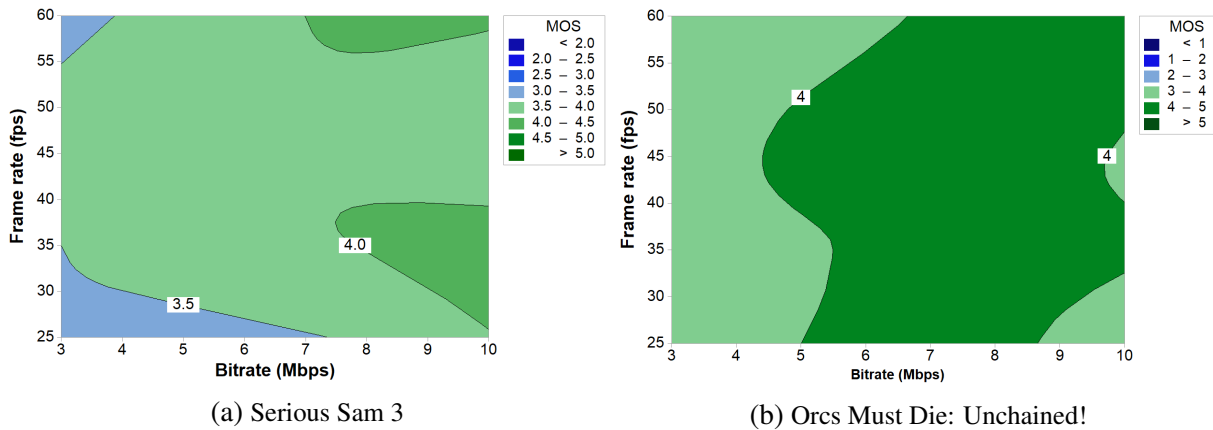 60
55
50
45
40
35
30
25
Frame rate (fps)
3 4 5 6 7 8 9 10
Bitrate (Mbps)
4.0
3.5
MOS
< 2.0
2.0 – 2.5
2.5 – 3.0
3.0 – 3.5
3.5 – 4.0
4.0 – 4.5
4.5 – 5.0
> 5.0
(a) Serious Sam 3
60
55
50
45
40
35
30
25
Frame rate (fps)
3 4 5 6 7 8 9 10
Bitrate (Mbps)
4
4
MOS
< 1
1 – 2
2 – 3
3 – 4
4 – 5
> 5
(b) Orcs Must Die: Unchained!